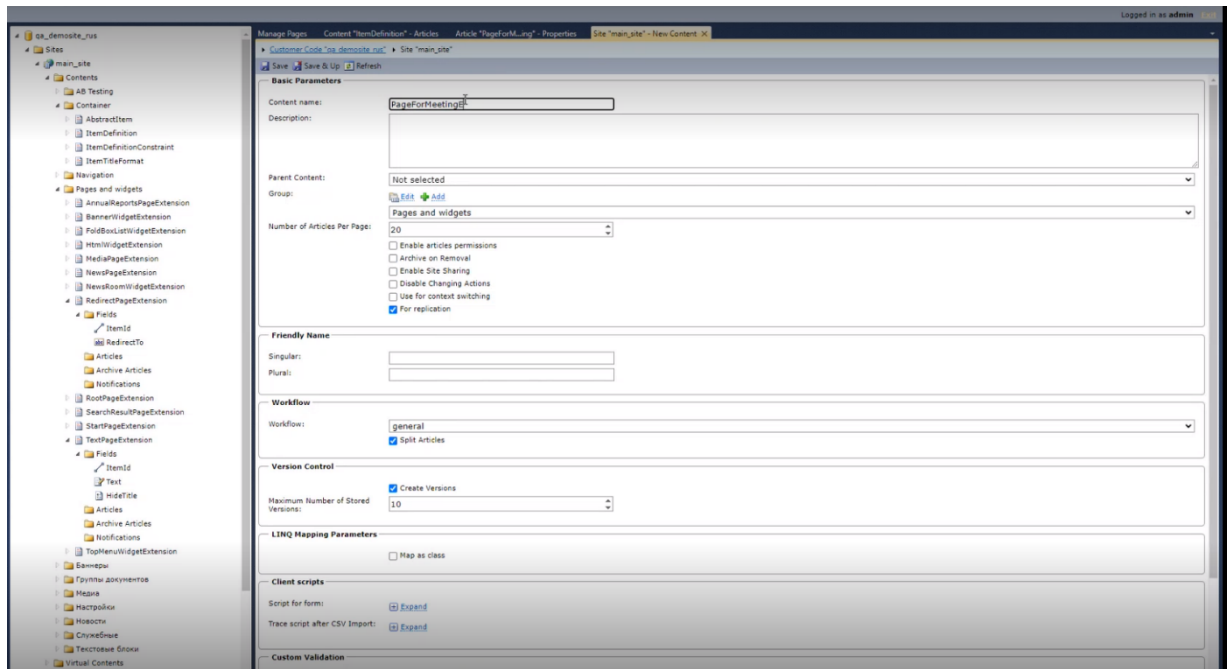 Logged in as admin
qa_demosite_rus
Sites
main_site
Contents
AB Testing
Container
AbstractItem
ItemDefinition
ItemDefinitionConstraint
ItemTitleFormat
Navigation
Pages and widgets
AnnualReportsPageExtension
BannerWidgetExtension
FoldBoxListWidgetExtension
HtmlWidgetExtension
MediaPageExtension
NewsPageExtension
NewsRoomWidgetExtension
RedirectPageExtension
Fields
ItemId
RedirectTo
Articles
Archive Articles
Notifications
RootPageExtension
SearchResultPageExtension
StartPageExtension
TextPageExtension
Fields
ItemId
Text
HideTitle
Articles
Archive Articles
Notifications
TopMenuWidgetExtension
Баннеры
Группы документов
Медиа
Настройки
Новости
Служебные
Текстовые блоки
Virtual Contents
Manage Pages Content "ItemDefinition" - Articles Article "PageForM...ing" - Properties Site "main_site" - New Content
Customer Code "qa_demosite_rus" Site "main_site"
Save Save & Up Refresh
Basic Parameters
Content name: PageForMeetingE
Description:
Parent Content: Not selected
Group: Edit Add
Pages and widgets
Number of Articles Per Page: 20
Enable articles permissions
Archive on Removal
Enable Site Sharing
Disable Changing Actions
Use for context switching
For replication
Friendly Name
Singular:
Plural:
Workflow
Workflow: general
Split Articles
Version Control
Create Versions
Maximum Number of Stored
Versions: 10
LINQ Mapping Parameters
Map as class
Client scripts
Script for form: Expand
Trace script after CSV Import: Expand
Custom Validation